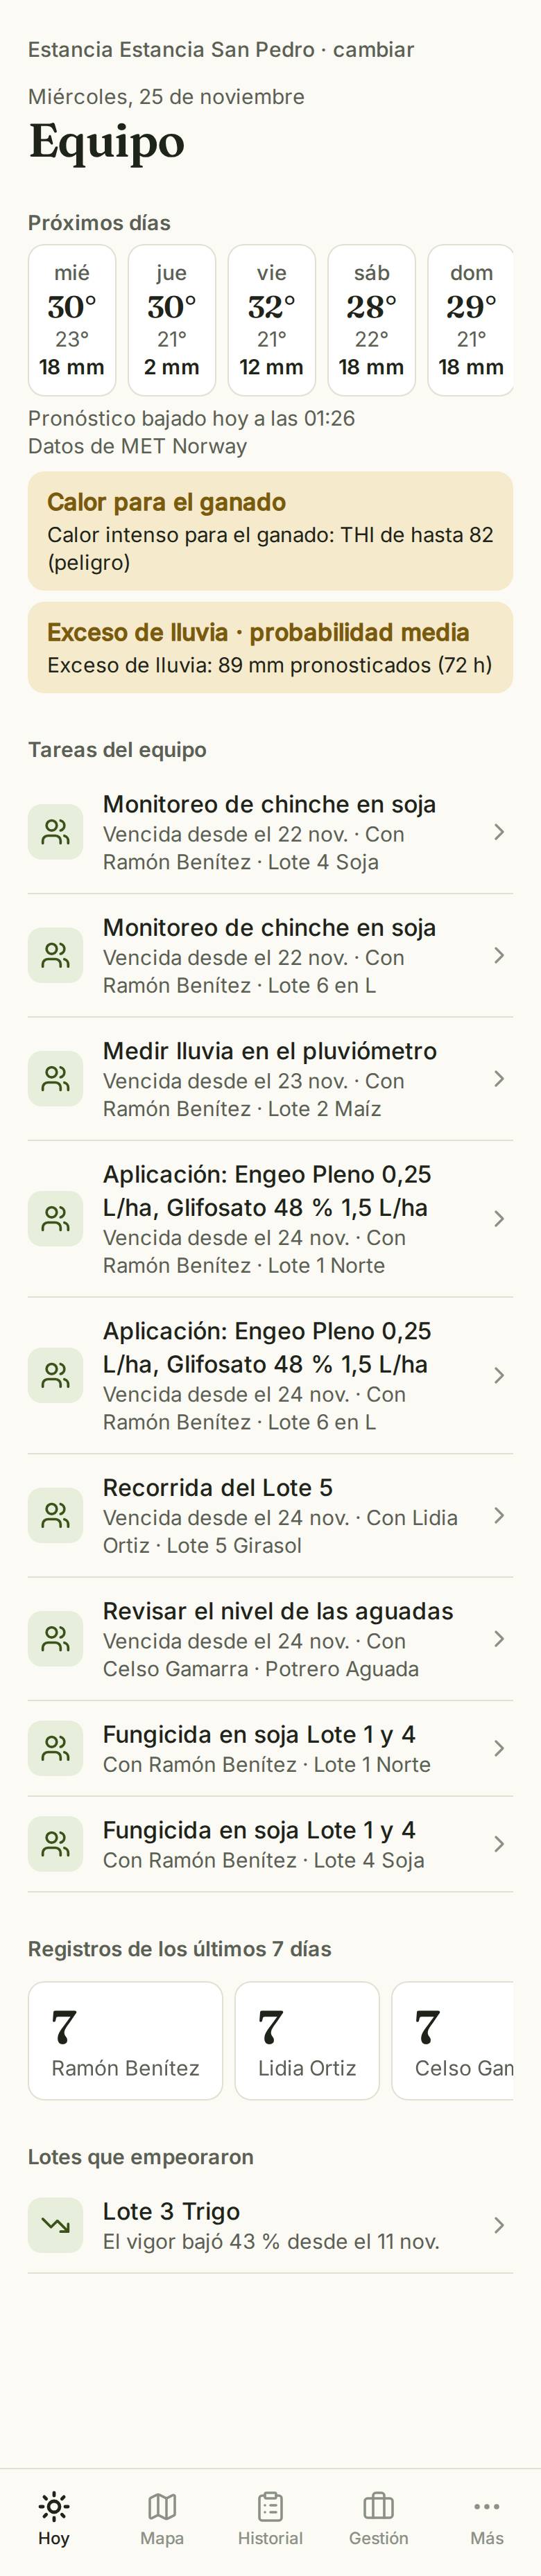 Estancia Estancia San Pedro · cambiar
Miércoles, 25 de noviembre
Equipo
Próximos días
mié jue vie sáb dom
30° 30° 32° 28° 29°
23° 21° 21° 22° 21°
18 mm 2 mm 12 mm 18 mm 18 mm
Pronóstico bajado hoy a las 01:26
Datos de MET Norway
Calor para el ganado
Calor intenso para el ganado: THI de hasta 82
(peligro)
Exceso de lluvia · probabilidad media
Exceso de lluvia: 89 mm pronosticados (72 h)
Tareas del equipo
Monitoreo de chinche en soja
Vencida desde el 22 nov. · Con
Ramón Benítez · Lote 4 Soja
Monitoreo de chinche en soja
Vencida desde el 22 nov. · Con
Ramón Benítez · Lote 6 en L
Medir lluvia en el pluviómetro
Vencida desde el 23 nov. · Con
Ramón Benítez · Lote 2 Maíz
Aplicación: Engeo Pleno 0,25
L/ha, Glifosato 48 % 1,5 L/ha
Vencida desde el 24 nov. · Con
Ramón Benítez · Lote 1 Norte
Aplicación: Engeo Pleno 0,25
L/ha, Glifosato 48 % 1,5 L/ha
Vencida desde el 24 nov. · Con
Ramón Benítez · Lote 6 en L
Recorrida del Lote 5
Vencida desde el 24 nov. · Con Lidia
Ortiz · Lote 5 Girasol
Revisar el nivel de las aguadas
Vencida desde el 24 nov. · Con
Celso Gamarra · Potrero Aguada
Fungicida en soja Lote 1 y 4
Con Ramón Benítez · Lote 1 Norte
Fungicida en soja Lote 1 y 4
Con Ramón Benítez · Lote 4 Soja
Registros de los últimos 7 días
7 7 7
Ramón Benítez Lidia Ortiz Celso Gam
Lotes que empeoraron
Lote 3 Trigo
El vigor bajó 43 % desde el 11 nov.
Hoy Mapa Historial Gestión Más